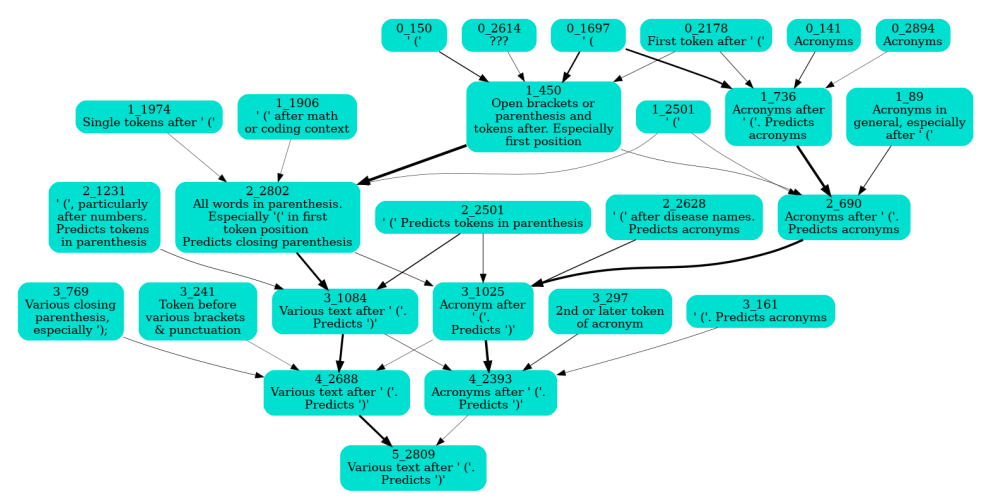 0_150
' ('
0_2614
???
0_1697
' (
0_2178
First token after ' ('
0_141
Acronyms
0_2894
Acronyms
1_1974
Single tokens after ' ('
1_1906
' (' after math
or coding context
1_450
Open brackets or
parenthesis and
tokens after. Especially
first position
1_2501
' ('
1_736
Acronyms after
' ('. Predicts
acronyms
1_89
Acronyms in
general, especially
after ' ('
2_1231
' (', particularly
after numbers.
Predicts tokens
in parenthesis
2_2802
All words in parenthesis.
Especially '(' in first
token position
Predicts closing parenthesis
2_2501
' (' Predicts tokens in parenthesis
2_2628
' (' after disease names.
Predicts acronyms
2_690
Acronyms after ' ('.
Predicts acronyms
3_769
Various closing
parenthesis,
especially ');
3_241
Token before
various brackets
& punctuation
3_1084
Various text after ' ('.
Predicts ')'
3_1025
Acronym after
' ('.
Predicts ')'
3_297
2nd or later token
of acronym
3_161
' ('. Predicts acronyms
4_2688
Various text after ' ('.
Predicts ')'
4_2393
Acronyms after ' ('.
Predicts ')'
5_2809
Various text after ' ('.
Predicts ')'